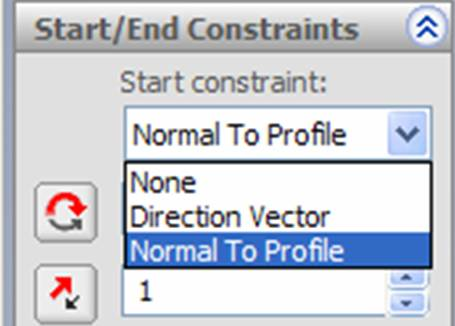 Start/End Constraints
Start constraint:
Normal To Profile
None
Direction Vector
Normal To Profile
1